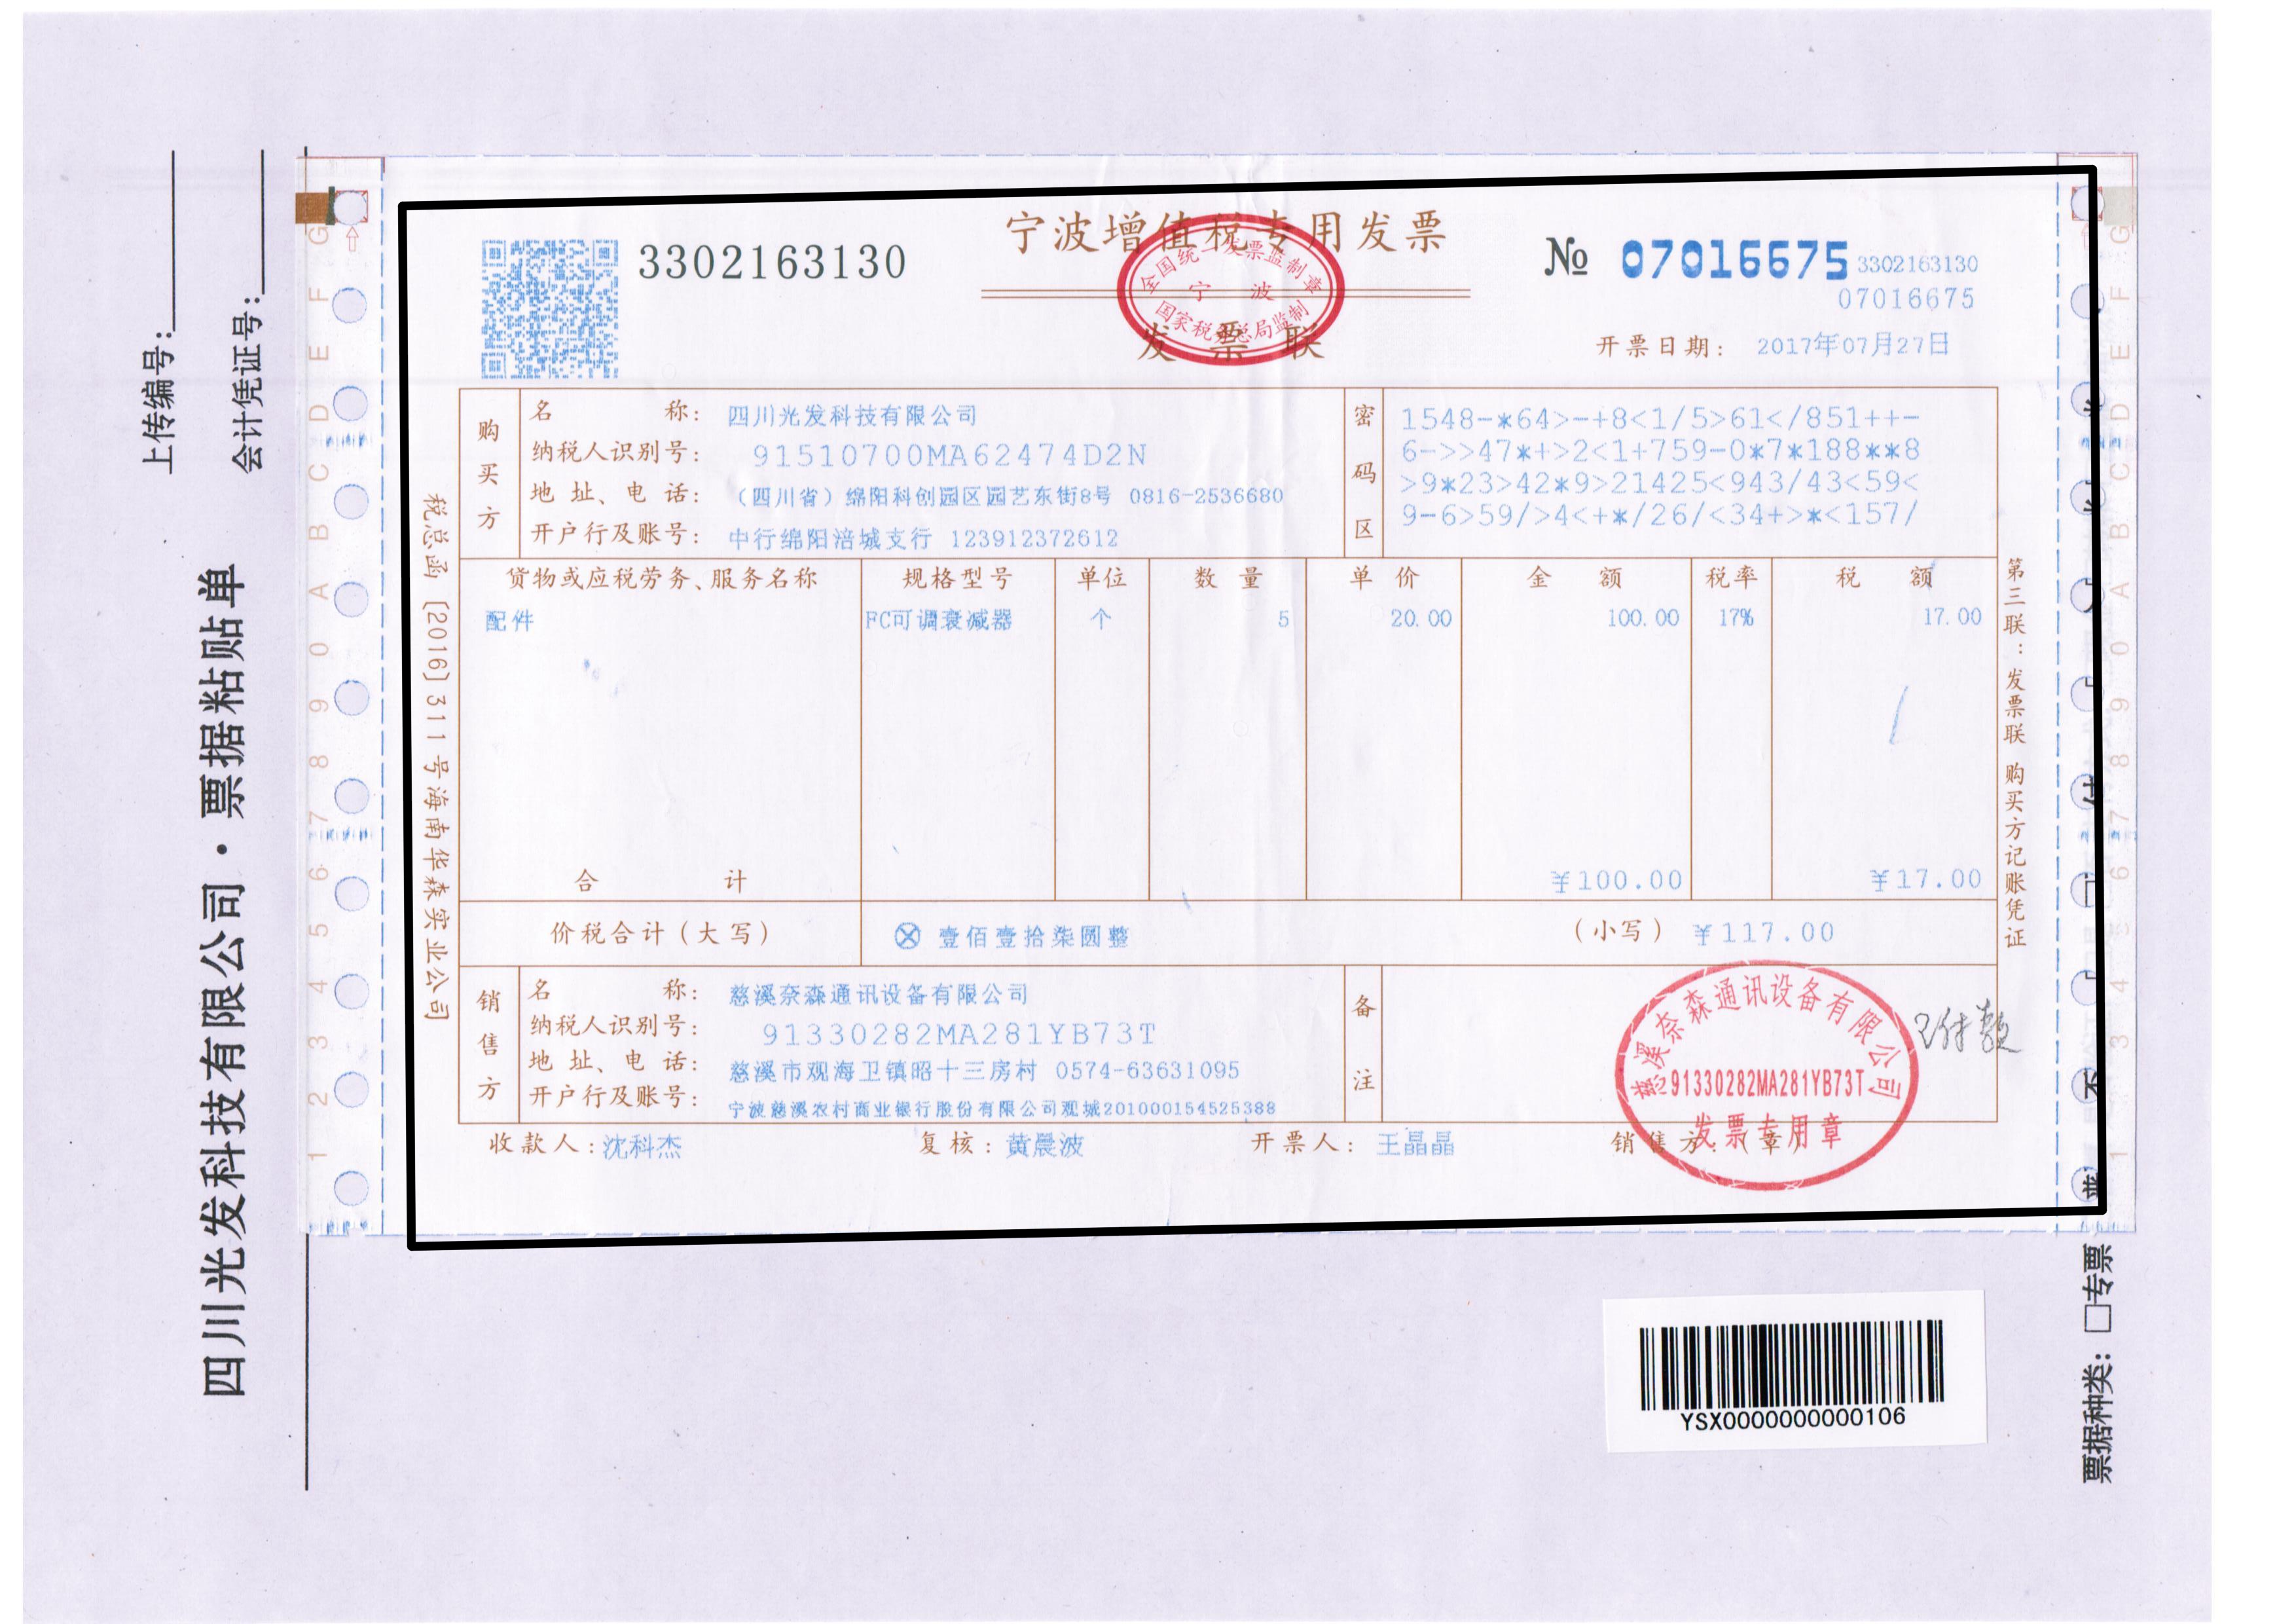 上传编号:
会计凭证号:
四川光发科技有限公司·票据粘贴单
宁波增值税专用发票
全国统一发票监制章
宁 波
国家税务总局监制
发 票 联
3302163130
№ 07016675
3302163130
07016675
开票日期: 2017年07月27日
税总函〔2016〕311号海南华森实业公司
购买方
名 称: 四川光发科技有限公司
纳税人识别号: 91510700MA62474D2N
地 址、电 话: (四川省)绵阳科创园区园艺东街8号 0816-2536680
开户行及账号: 中行绵阳涪城支行 123912372612
密码区
1548-*64>-+8<1/5>61</851++-
6->>47*+>2<1+759-0*7*188**8
>9*23>42*9>21425<943/43<59<
9-6>59/>4<+*/26/<34+>*<157/
货物或应税劳务、服务名称 规格型号 单位 数 量 单 价 金 额 税率 税 额
配件 FC可调衰减器 个 5 20.00 100.00 17% 17.00
合 计 ¥100.00 ¥17.00
价税合计(大写) ⊗ 壹佰壹拾柒圆整 (小写) ¥117.00
销售方
名 称: 慈溪奈森通讯设备有限公司
纳税人识别号: 91330282MA281YB73T
地 址、电 话: 慈溪市观海卫镇昭十三房村 0574-63631095
开户行及账号: 宁波慈溪农村商业银行股份有限公司观城201000154525388
备注
收款人: 沈科杰 复核: 黄晨波 开票人: 王晶晶 销售方:(章)
慈溪奈森通讯设备有限公司
91330282MA281YB73T
发票专用章
第三联:发票联 购买方记账凭证
YSX0000000000106
票据种类: □专票